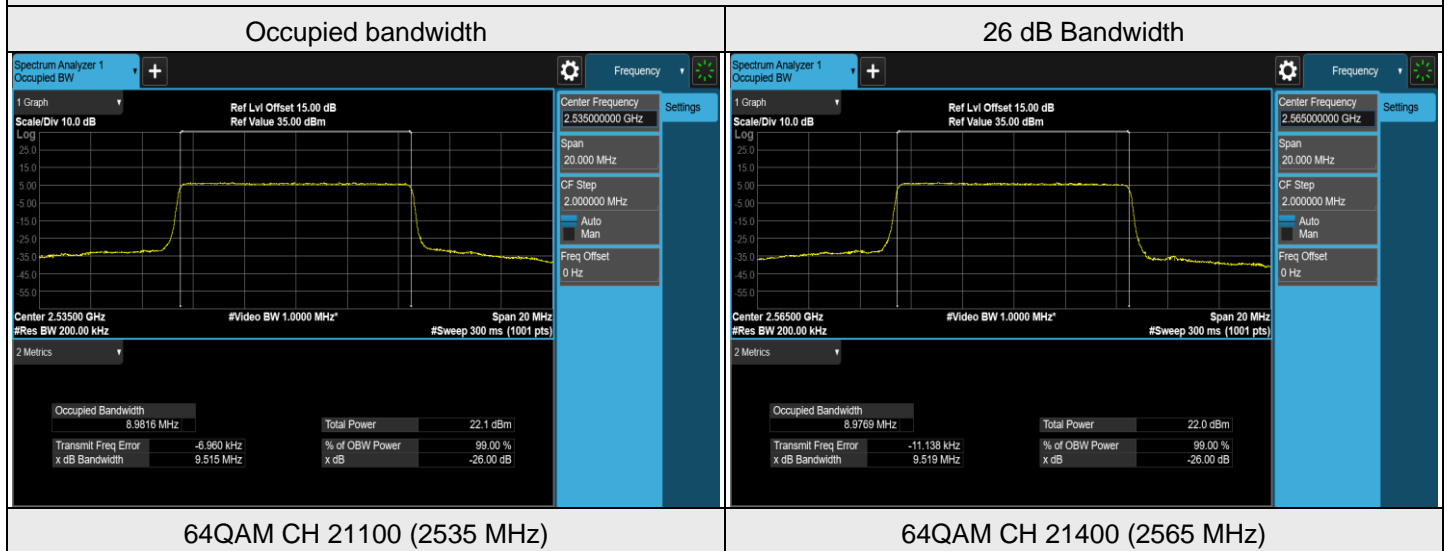 Occupied bandwidth
26 dB Bandwidth
Spectrum Analyzer 1
Occupied BW
+
Frequency
1 Graph
Scale/Div 10.0 dB
Ref Lvl Offset 15.00 dB
Ref Value 35.00 dBm
Log
25.0
15.0
5.00
-5.00
-15.0
-25.0
-35.0
-45.0
-55.0
Center 2.53500 GHz
#Res BW 200.00 kHz
#Video BW 1.0000 MHz*
Span 20 MHz
#Sweep 300 ms (1001 pts)
Center Frequency
2.535000000 GHz
Settings
Span
20.000 MHz
CF Step
2.000000 MHz
Auto
Man
Freq Offset
0 Hz
2 Metrics
Occupied Bandwidth
8.9816 MHz
Total Power 22.1 dBm
Transmit Freq Error -6.960 kHz % of OBW Power 99.00 %
x dB Bandwidth 9.515 MHz x dB -26.00 dB
Spectrum Analyzer 1
Occupied BW
+
Frequency
1 Graph
Scale/Div 10.0 dB
Ref Lvl Offset 15.00 dB
Ref Value 35.00 dBm
Log
25.0
15.0
5.00
-5.00
-15.0
-25.0
-35.0
-45.0
-55.0
Center 2.56500 GHz
#Res BW 200.00 kHz
#Video BW 1.0000 MHz*
Span 20 MHz
#Sweep 300 ms (1001 pts)
Center Frequency
2.565000000 GHz
Settings
Span
20.000 MHz
CF Step
2.000000 MHz
Auto
Man
Freq Offset
0 Hz
2 Metrics
Occupied Bandwidth
8.9769 MHz
Total Power 22.0 dBm
Transmit Freq Error -11.138 kHz % of OBW Power 99.00 %
x dB Bandwidth 9.519 MHz x dB -26.00 dB
64QAM CH 21100 (2535 MHz)
64QAM CH 21400 (2565 MHz)